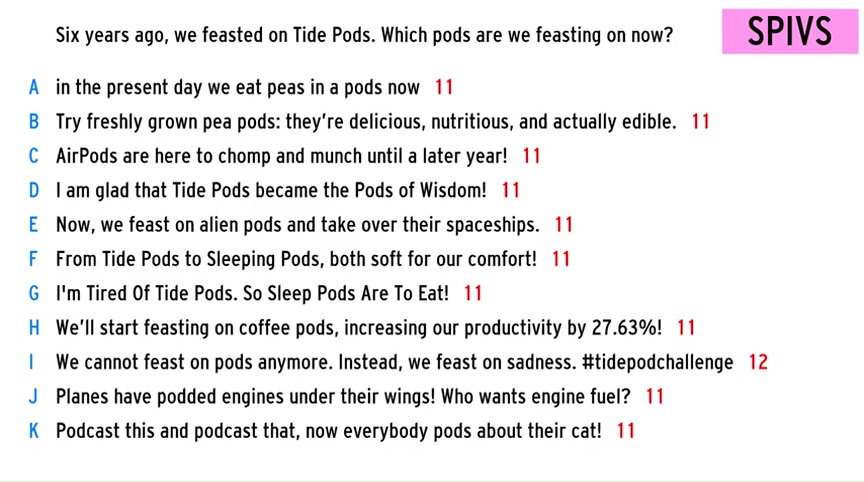 Six years ago, we feasted on Tide Pods. Which pods are we feasting on now?
SPIVS
A in the present day we eat peas in a pods now 11
B Try freshly grown pea pods: they're delicious, nutritious, and actually edible. 11
C AirPods are here to chomp and munch until a later year! 11
D I am glad that Tide Pods became the Pods of Wisdom! 11
E Now, we feast on alien pods and take over their spaceships. 11
F From Tide Pods to Sleeping Pods, both soft for our comfort! 11
G I'm Tired Of Tide Pods. So Sleep Pods Are To Eat! 11
H We'll start feasting on coffee pods, increasing our productivity by 27.63%! 11
I We cannot feast on pods anymore. Instead, we feast on sadness. #tidepodchallenge 12
J Planes have podded engines under their wings! Who wants engine fuel? 11
K Podcast this and podcast that, now everybody pods about their cat! 11